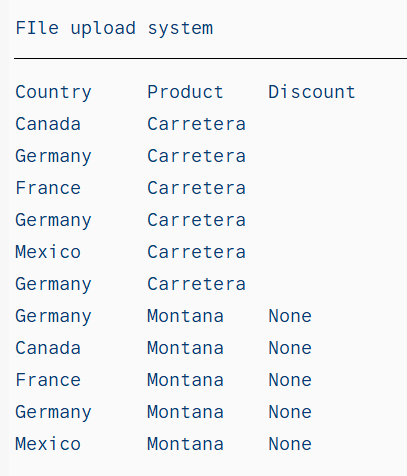 FIle upload system
Country Product Discount
Canada Carretera
Germany Carretera
France Carretera
Germany Carretera
Mexico Carretera
Germany Carretera
Germany Montana None
Canada Montana None
France Montana None
Germany Montana None
Mexico Montana None